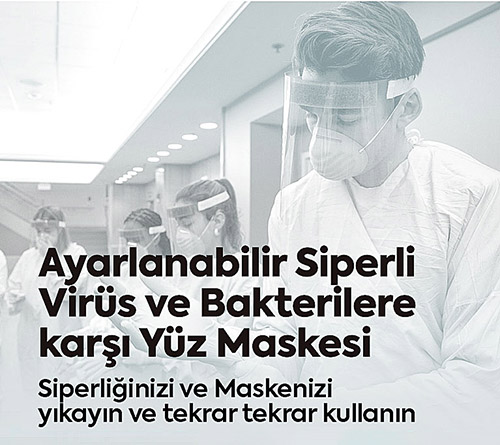 Ayarlanabilir Siperli
Virüs ve Bakterilere
karşı Yüz Maskesi
Siperliğinizi ve Maskenizi
yıkayın ve tekrar tekrar kullanın